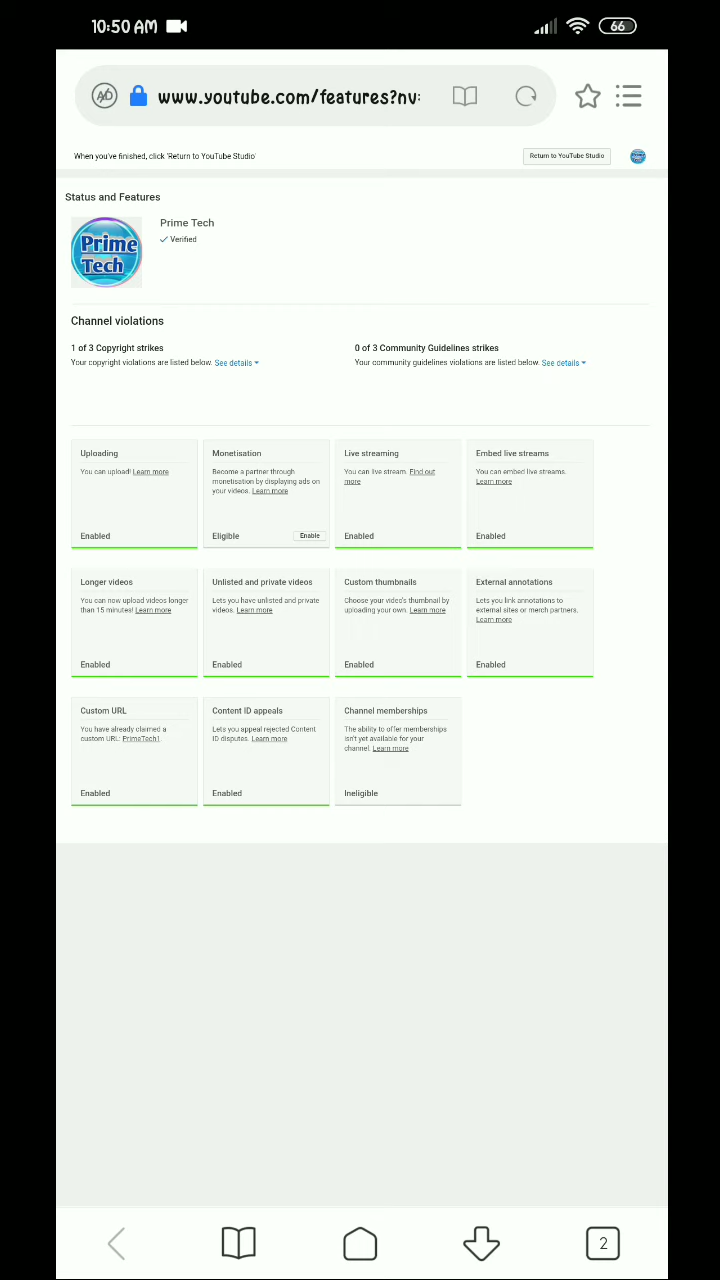 10:50 AM
66
www.youtube.com/features?nv:
When you've finished, click 'Return to YouTube Studio'
Return to YouTube Studio
Status and Features
Prime Tech
Prime Tech
Verified
Channel violations
1 of 3 Copyright strikes
Your copyright violations are listed below. See details
0 of 3 Community Guidelines strikes
Your community guidelines violations are listed below. See details
Uploading
You can upload! Learn more
Enabled
Monetisation
Become a partner through
monetisation by displaying ads on
your videos. Learn more
Eligible
Enable
Live streaming
You can live stream. Find out
more
Enabled
Embed live streams
You can embed live streams.
Learn more
Enabled
Longer videos
You can now upload videos longer
than 15 minutes! Learn more
Enabled
Unlisted and private videos
Lets you have unlisted and private
videos. Learn more
Enabled
Custom thumbnails
Choose your video's thumbnail by
uploading your own. Learn more
Enabled
External annotations
Lets you link annotations to
external sites or merch partners.
Learn more
Enabled
Custom URL
You have already claimed a
custom URL: PrimeTech1.
Enabled
Content ID appeals
Lets you appeal rejected Content
ID disputes. Learn more
Enabled
Channel memberships
The ability to offer memberships
isn't yet available for your
channel. Learn more
Ineligible
2